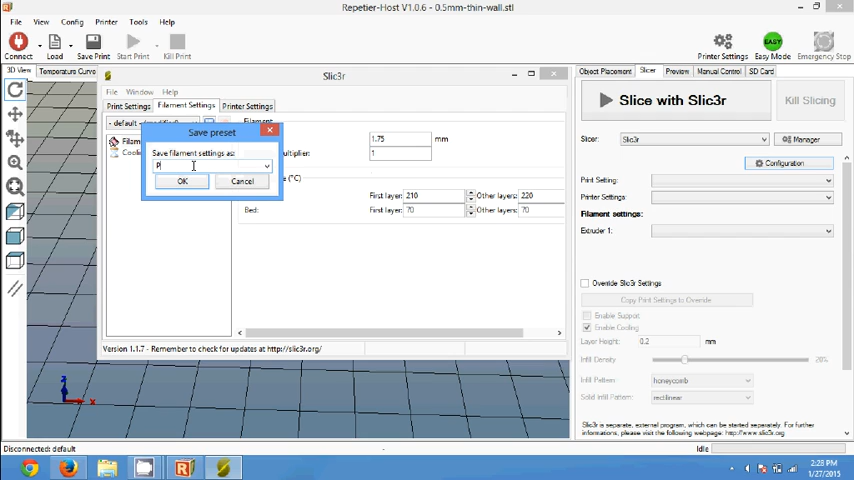 Repetier-Host V1.0.6 - 0.5mm-thin-wall.stl
File View Config Printer Tools Help
Connect Load Save Print Start Print Kill Print Printer Settings EASY Easy Mode Emergency Stop
3D View Temperature Curve Object Placement Slicer Preview Manual Control SD Card
Slic3r
File Window Help
Print Settings Filament Settings Printer Settings
- default - (modified)
Filament
Save preset
Save filament settings as:
P
OK Cancel
1.75 mm
1
(°C)
First layer: 210 Other layers: 220
Bed: First layer: 70 Other layers: 70
Version 1.1.7 - Remember to check for updates at http://slic3r.org/
Slice with Slic3r Kill Slicing
Slicer: Slic3r Manager
Configuration
Print Setting:
Printer Settings:
Filament settings:
Extruder 1:
Override Slic3r Settings
Copy Print Settings to Override
Enable Support
Enable Cooling
Layer Height: 0.2 mm
Infill Density 20%
Infill Pattern: honeycomb
Solid Infill Pattern: rectilinear
Slic3r is separate, external program, which can be started separately. For further
informations, please visit the following webpage: http://www.slic3r.org
Z
X
Disconnected: default - Idle
2:28 PM
1/27/2015